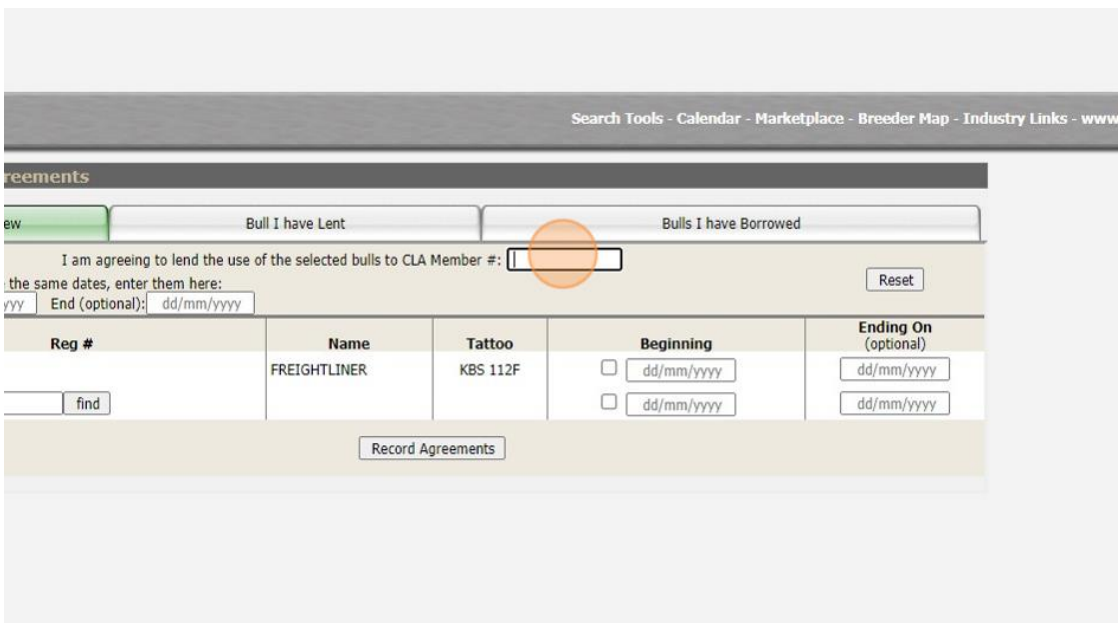 Search Tools - Calendar - Marketplace - Breeder Map - Industry Links - www
reements
ew Bull I have Lent Bulls I have Borrowed
I am agreeing to lend the use of the selected bulls to CLA Member #:
the same dates, enter them here: Reset
yyy End (optional): dd/mm/yyyy
Reg # Name Tattoo Beginning Ending On (optional)
FREIGHTLINER KBS 112F dd/mm/yyyy dd/mm/yyyy
find dd/mm/yyyy dd/mm/yyyy
Record Agreements